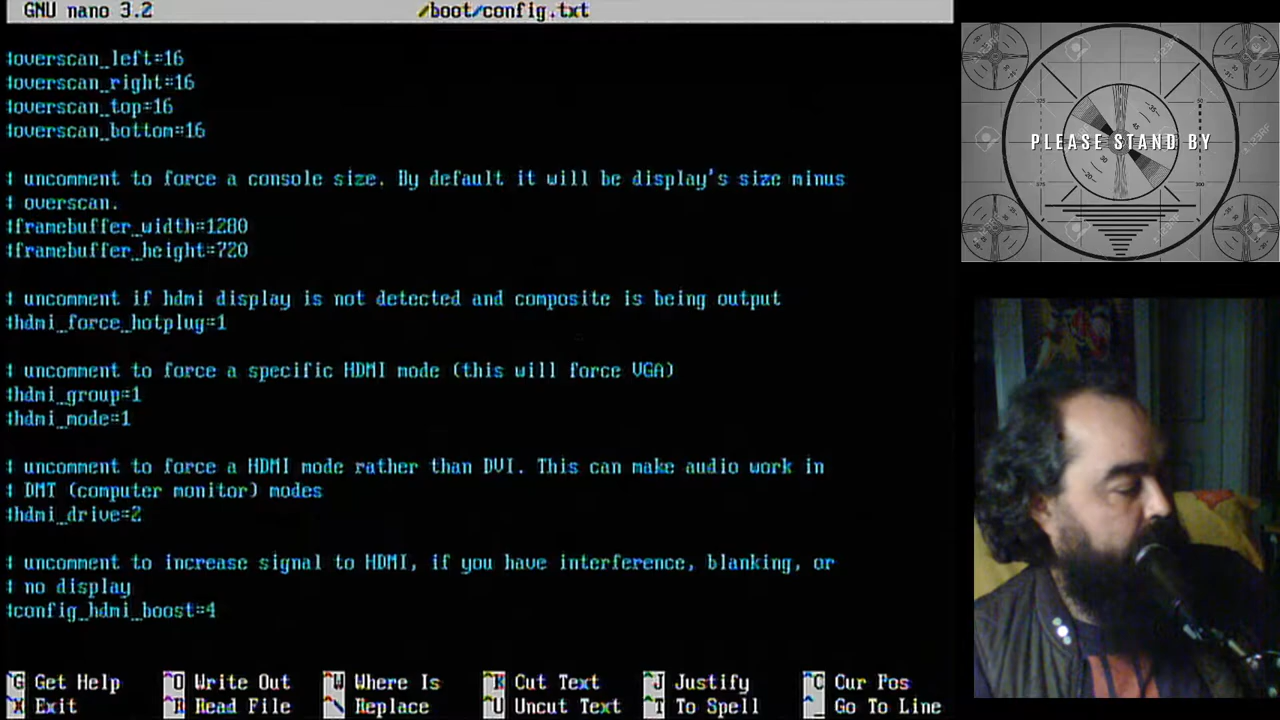 GNU nano 3.2 /boot/config.txt
#overscan_left=16
#overscan_right=16
#overscan_top=16
#overscan_bottom=16
# uncomment to force a console size. By default it will be display's size minus
# overscan.
#framebuffer_width=1280
#framebuffer_height=720
# uncomment if hdmi display is not detected and composite is being output
#hdmi_force_hotplug=1
# uncomment to force a specific HDMI mode (this will force VGA)
#hdmi_group=1
#hdmi_mode=1
# uncomment to force a HDMI mode rather than DVI. This can make audio work in
# DMT (computer monitor) modes
#hdmi_drive=2
# uncomment to increase signal to HDMI, if you have interference, blanking, or
# no display
#config_hdmi_boost=4
^G Get Help ^O Write Out ^W Where Is ^K Cut Text ^J Justify ^C Cur Pos
^X Exit ^R Read File ^\ Replace ^U Uncut Text ^T To Spell ^_ Go To Line
PLEASE STAND BY